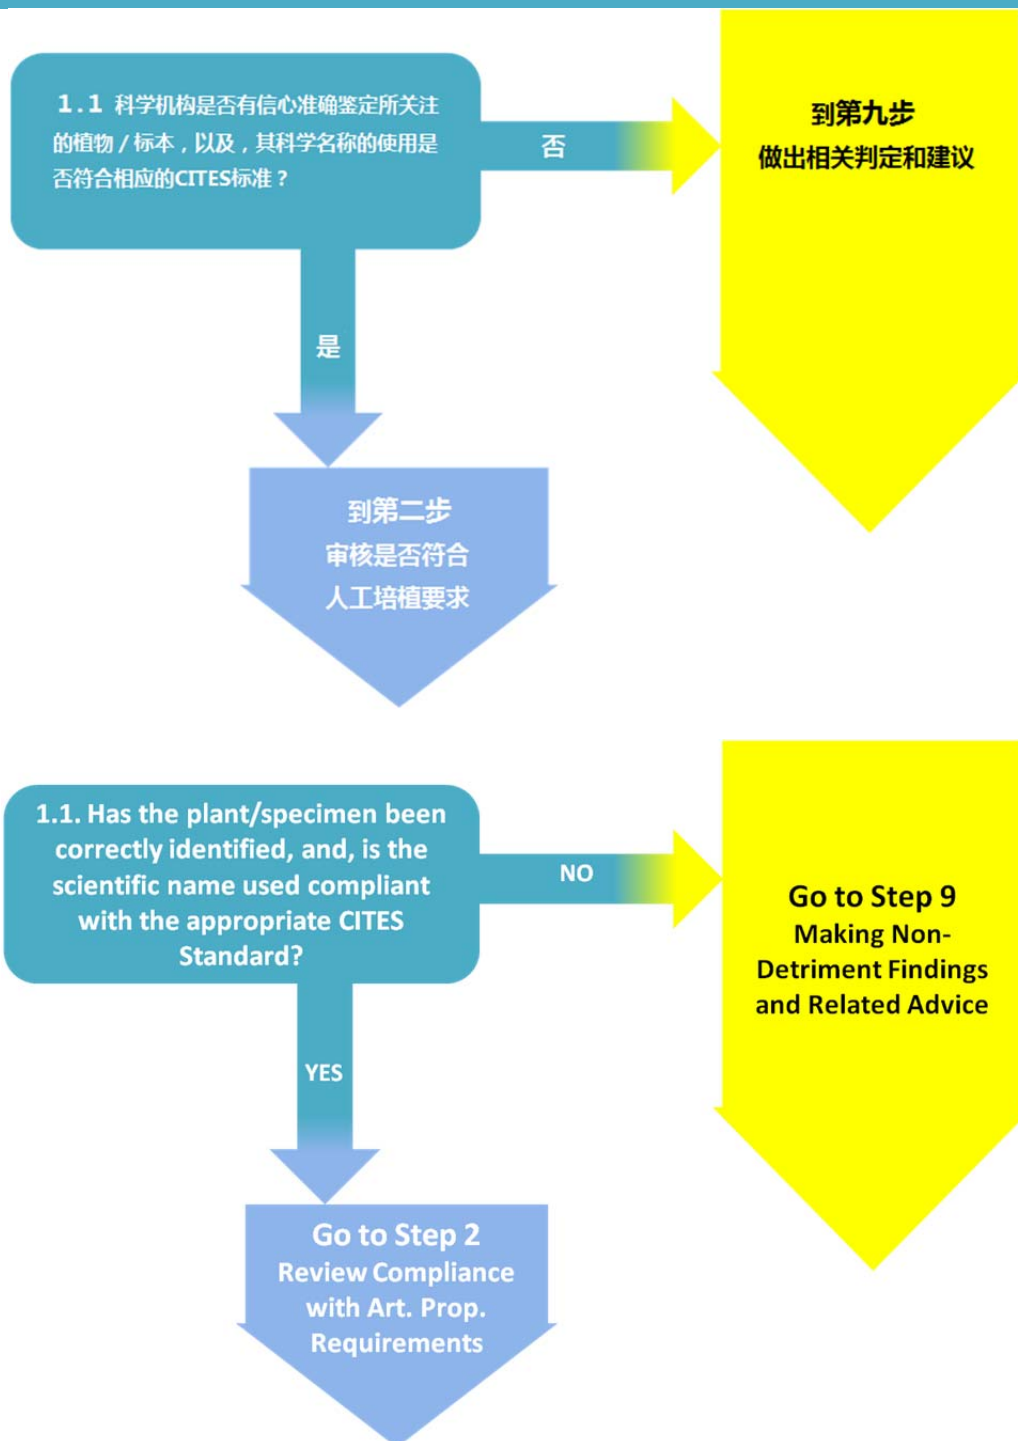 1.1 科学机构是否有信心准确鉴定所关注
的植物 / 标本，以及，其科学名称的使用是
否符合相应的CITES标准？
否
到第九步
做出相关判定和建议
是
到第二步
审核是否符合
人工培植要求
1.1. Has the plant/specimen been
correctly identified, and, is the
scientific name used compliant
with the appropriate CITES
Standard?
NO
Go to Step 9
Making Non-
Detriment Findings
and Related Advice
YES
Go to Step 2
Review Compliance
with Art. Prop.
Requirements